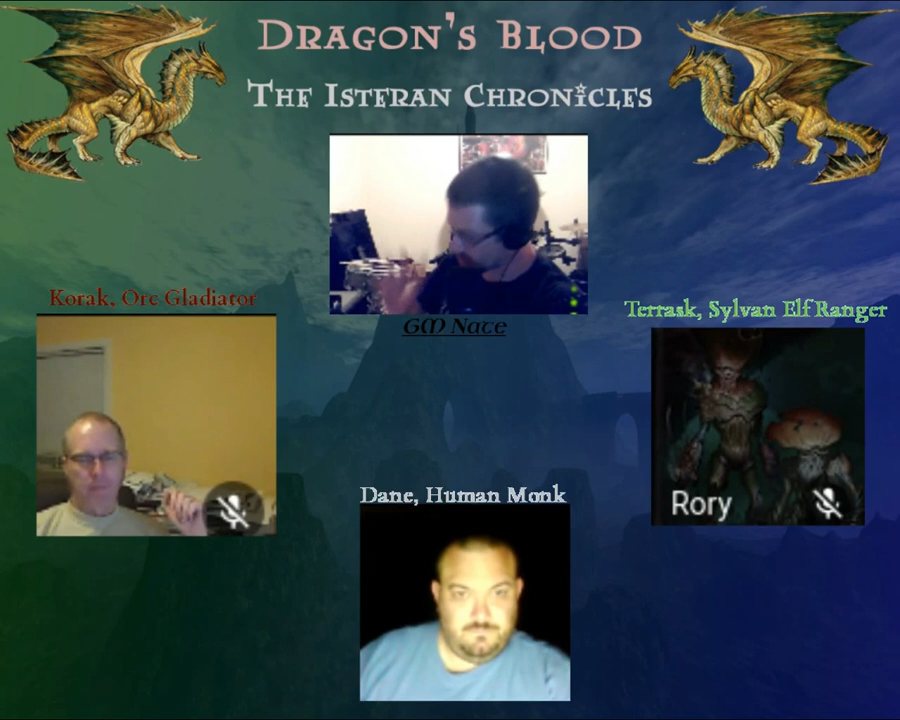 Dragon's Blood
The Isteran Chronicles
GM Nate
Korak, Orc Gladiator
Terrask, Sylvan Elf Ranger
Rory
Dane, Human Monk